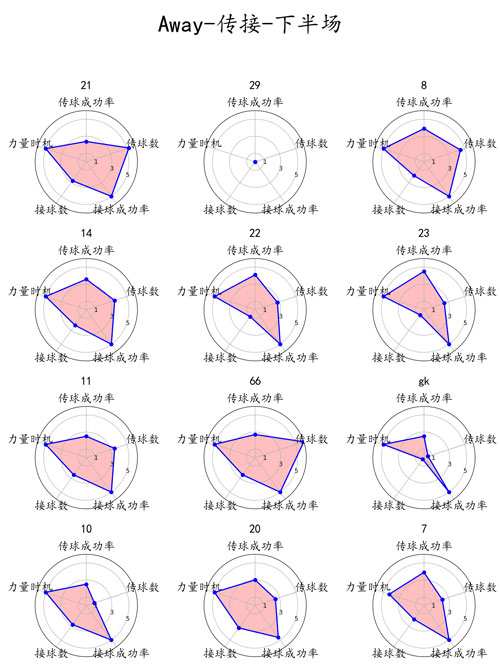 Away-传接-下半场
21
传球成功率
力量时机
传球数
1
3
5
接球数
接球成功率
29
传球成功率
力量时机
传球数
1
3
5
接球数
接球成功率
8
传球成功率
力量时机
传球数
1
3
5
接球数
接球成功率
14
传球成功率
力量时机
传球数
1
3
5
接球数
接球成功率
22
传球成功率
力量时机
传球数
1
3
5
接球数
接球成功率
23
传球成功率
力量时机
传球数
1
3
5
接球数
接球成功率
11
传球成功率
力量时机
传球数
1
3
5
接球数
接球成功率
66
传球成功率
力量时机
传球数
1
3
5
接球数
接球成功率
gk
传球成功率
力量时机
传球数
1
3
5
接球数
接球成功率
10
传球成功率
力量时机
传球数
1
3
5
接球数
接球成功率
20
传球成功率
力量时机
传球数
1
3
5
接球数
接球成功率
7
传球成功率
力量时机
传球数
1
3
5
接球数
接球成功率